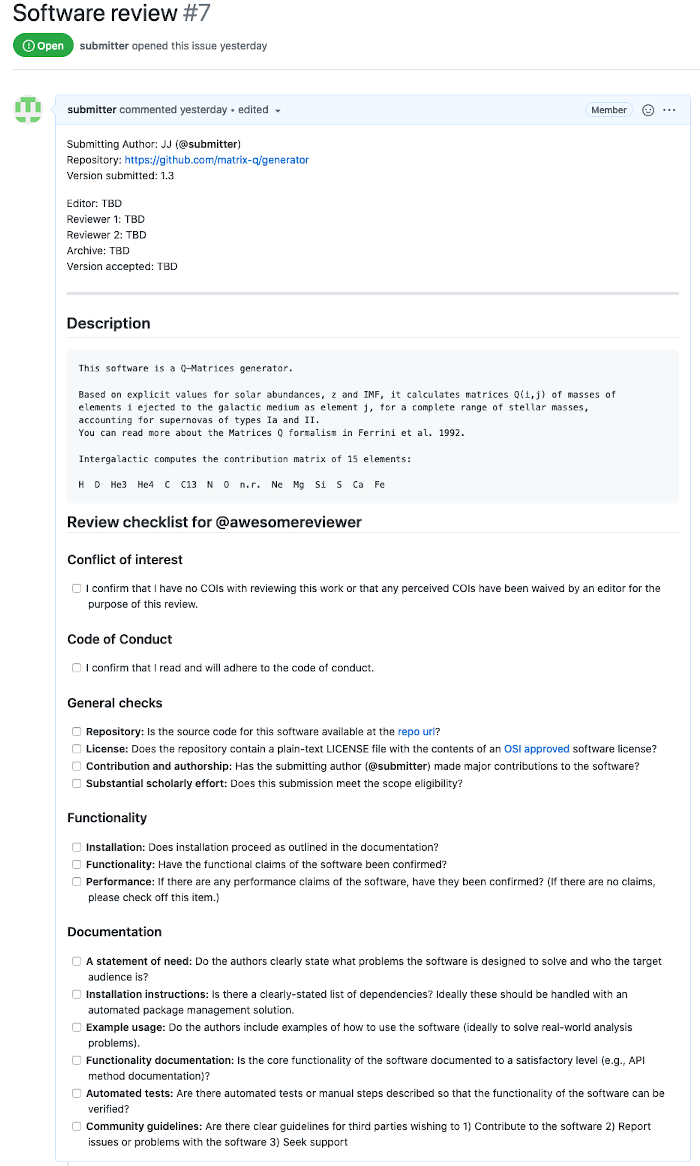 Software review #7
Open submitter opened this issue yesterday
submitter commented yesterday • edited
Member
Submitting Author: JJ (@submitter)
Repository: https://github.com/matrix-q/generator
Version submitted: 1.3
Editor: TBD
Reviewer 1: TBD
Reviewer 2: TBD
Archive: TBD
Version accepted: TBD
Description
This software is a Q-Matrices generator.
Based on explicit values for solar abundances, z and IMF, it calculates matrices Q(i,j) of masses of
elements i ejected to the galactic medium as element j, for a complete range of stellar masses,
accounting for supernovas of types Ia and II.
You can read more about the Matrices Q formalism in Ferrini et al. 1992.
Intergalactic computes the contribution matrix of 15 elements:
H D He3 He4 C C13 N O n.r. Ne Mg Si S Ca Fe
Review checklist for @awesomereviewer
Conflict of interest
I confirm that I have no COIs with reviewing this work or that any perceived COIs have been waived by an editor for the
purpose of this review.
Code of Conduct
I confirm that I read and will adhere to the code of conduct.
General checks
Repository: Is the source code for this software available at the repo url?
License: Does the repository contain a plain-text LICENSE file with the contents of an OSI approved software license?
Contribution and authorship: Has the submitting author (@submitter) made major contributions to the software?
Substantial scholarly effort: Does this submission meet the scope eligibility?
Functionality
Installation: Does installation proceed as outlined in the documentation?
Functionality: Have the functional claims of the software been confirmed?
Performance: If there are any performance claims of the software, have they been confirmed? (If there are no claims,
please check off this item.)
Documentation
A statement of need: Do the authors clearly state what problems the software is designed to solve and who the target
audience is?
Installation instructions: Is there a clearly-stated list of dependencies? Ideally these should be handled with an
automated package management solution.
Example usage: Do the authors include examples of how to use the software (ideally to solve real-world analysis
problems).
Functionality documentation: Is the core functionality of the software documented to a satisfactory level (e.g., API
method documentation)?
Automated tests: Are there automated tests or manual steps described so that the functionality of the software can be
verified?
Community guidelines: Are there clear guidelines for third parties wishing to 1) Contribute to the software 2) Report
issues or problems with the software 3) Seek support